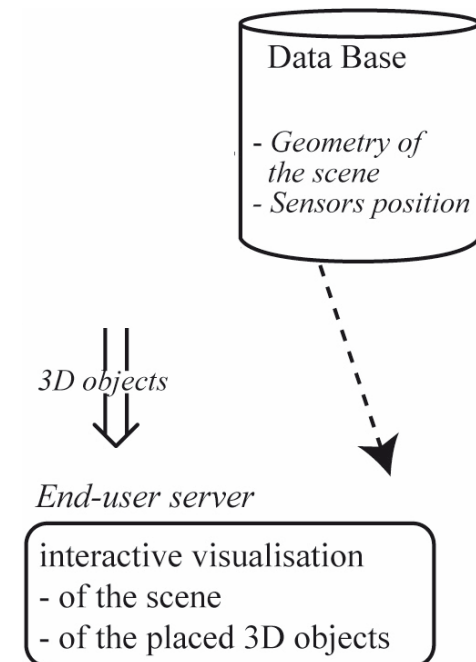 Data Base
- Geometry of
the scene
- Sensors position
3D objects
End-user server
interactive visualisation
- of the scene
- of the placed 3D objects